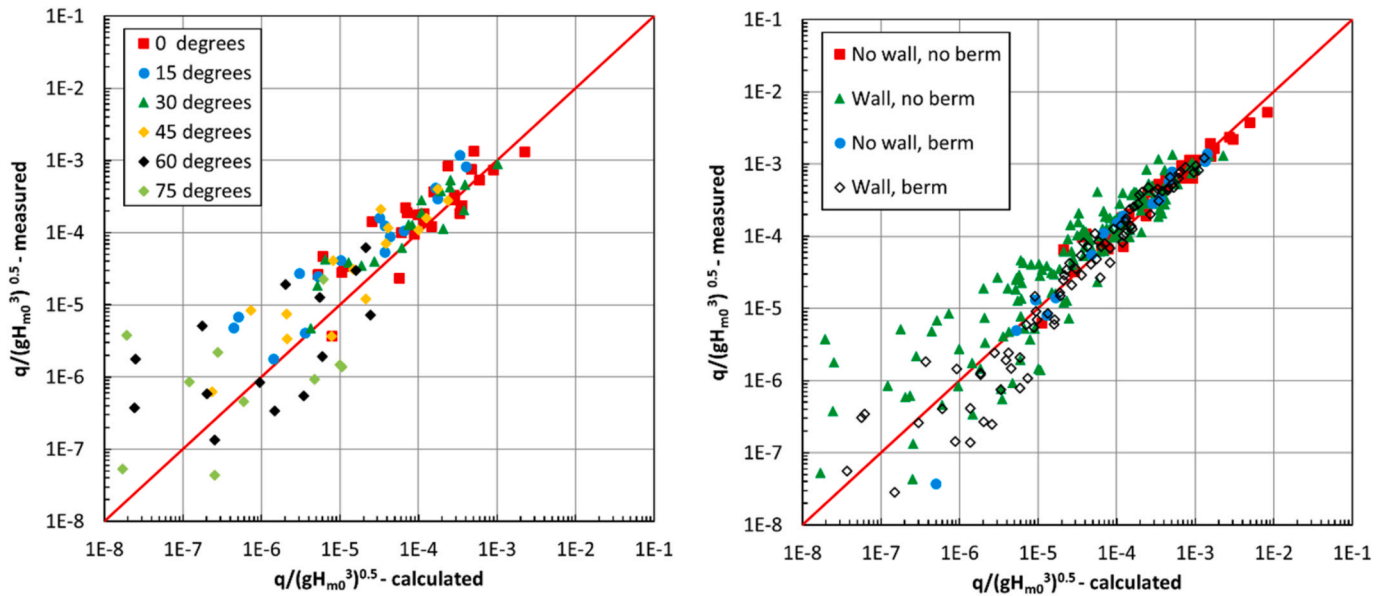 1E-1
1E-2
1E-3
1E-4
1E-5
1E-6
1E-7
1E-8
q/(gHm0³)^0.5 - measured
0 degrees
15 degrees
30 degrees
45 degrees
60 degrees
75 degrees
1E-8 1E-7 1E-6 1E-5 1E-4 1E-3 1E-2 1E-1
q/(gHm0³)^0.5 - calculated
1E-1
1E-2
1E-3
1E-4
1E-5
1E-6
1E-7
1E-8
q/(gHm0³)^0.5 - measured
No wall, no berm
Wall, no berm
No wall, berm
Wall, berm
1E-8 1E-7 1E-6 1E-5 1E-4 1E-3 1E-2 1E-1
q/(gHm0³)^0.5 - calculated